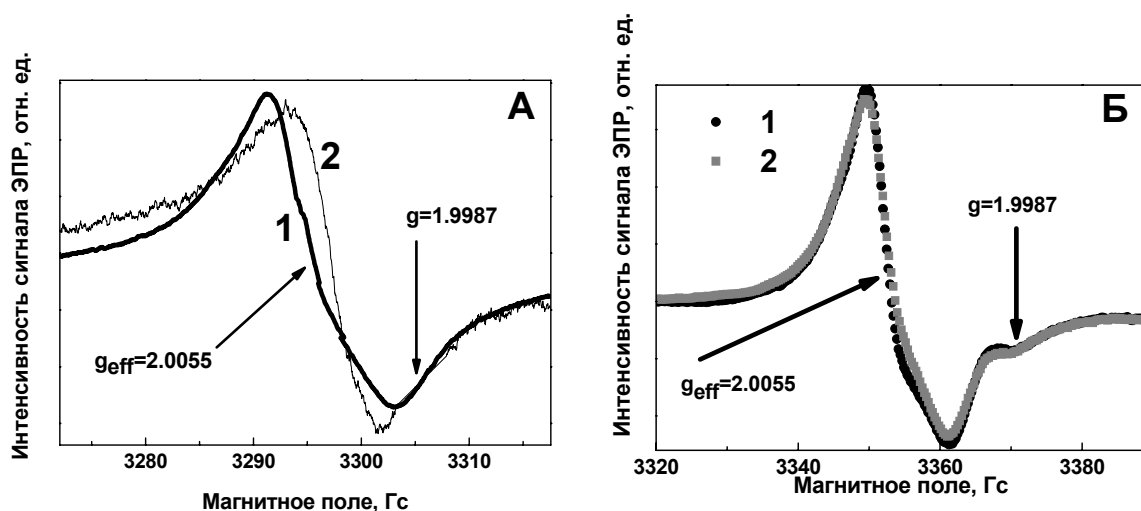 Интенсивность сигнала ЭПР, отн. ед.
А
2
1
g=1.9987
geff=2.0055
3280 3290 3300 3310
Магнитное поле, Гс
Интенсивность сигнала ЭПР, отн. ед.
Б
1
2
g=1.9987
geff=2.0055
3320 3340 3360 3380
Магнитное поле, Гс